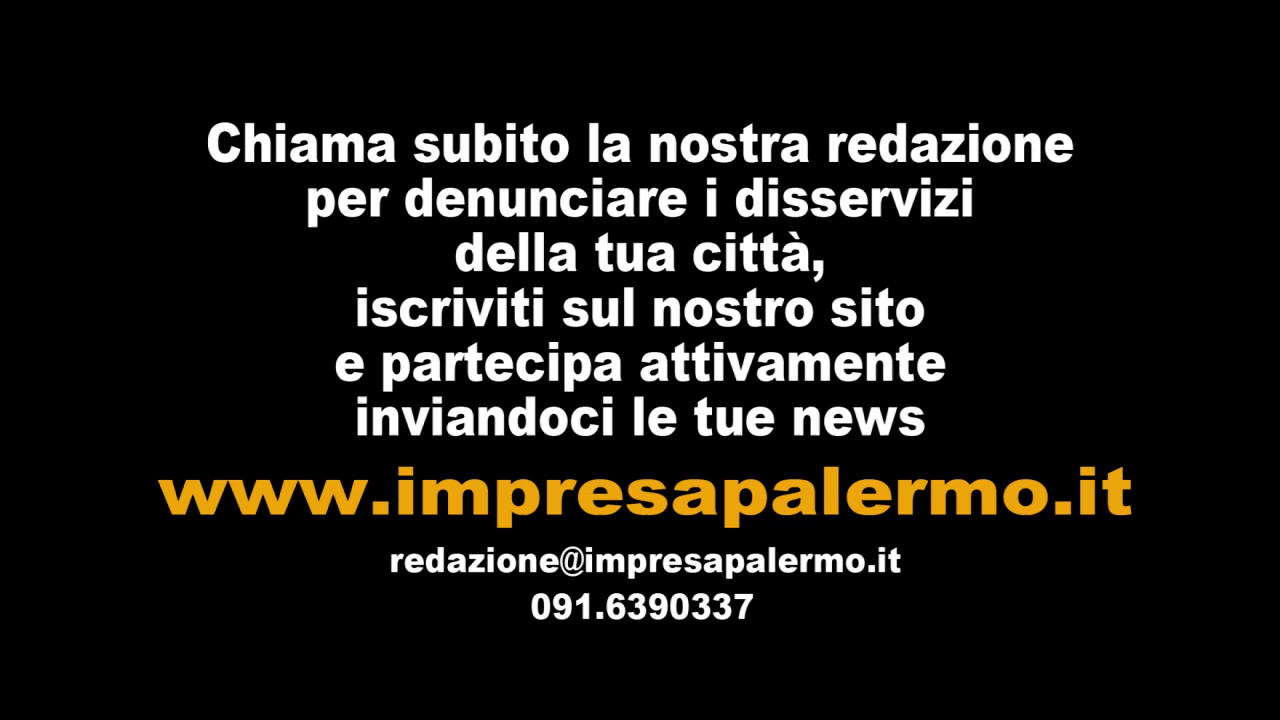 Chiama subito la nostra redazione
per denunciare i disservizi
della tua città,
iscriviti sul nostro sito
e partecipa attivamente
inviandoci le tue news
www.impresapalermo.it
redazione@impresapalermo.it
091.6390337